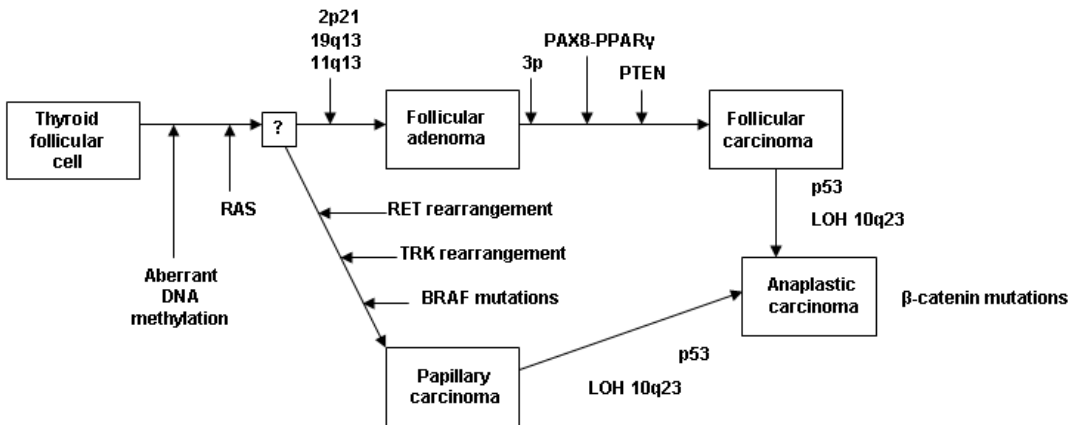 2p21
19q13
11q13
PAX8-PPARγ
3p
PTEN
Thyroid
follicular
cell
?
Follicular
adenoma
Follicular
carcinoma
RAS
RET rearrangement
p53
LOH 10q23
TRK rearrangement
Aberrant
DNA
methylation
BRAF mutations
Anaplastic
carcinoma
β-catenin mutations
Papillary
carcinoma
p53
LOH 10q23